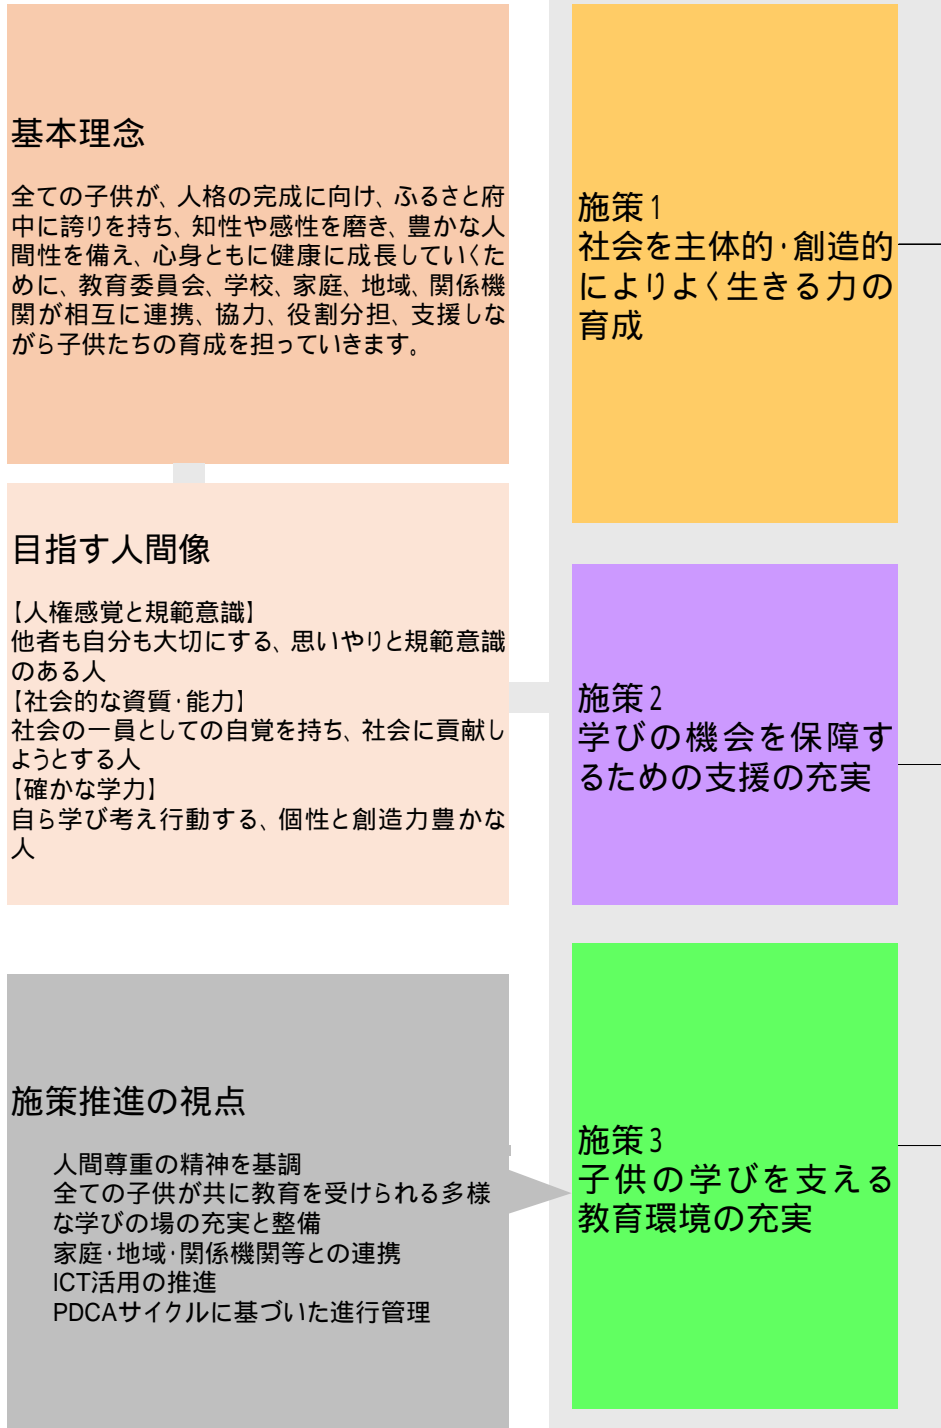 基本理念
全ての子供が、人格の完成に向け、ふるさと府
中に誇りを持ち、知性や感性を磨き、豊かな人
間性を備え、心身ともに健康に成長していくた
めに、教育委員会、学校、家庭、地域、関係機
関が相互に連携、協力、役割分担、支援しな
がら子供たちの育成を担っていきます。
目指す人間像
【人権感覚と規範意識】
他者も自分も大切にする、思いやりと規範意識
のある人
【社会的な資質・能力】
社会の一員としての自覚を持ち、社会に貢献し
ようとする人
【確かな学力】
自ら学び考え行動する、個性と創造力豊かな
人
施策推進の視点
人間尊重の精神を基調
全ての子供が共に教育を受けられる多様
な学びの場の充実と整備
家庭・地域・関係機関等との連携
ICT活用の推進
PDCAサイクルに基づいた進行管理
施策1
社会を主体的・創造的
によりよく生きる力の
育成
施策2
学びの機会を保障す
るための支援の充実
施策3
子供の学びを支える
教育環境の充実